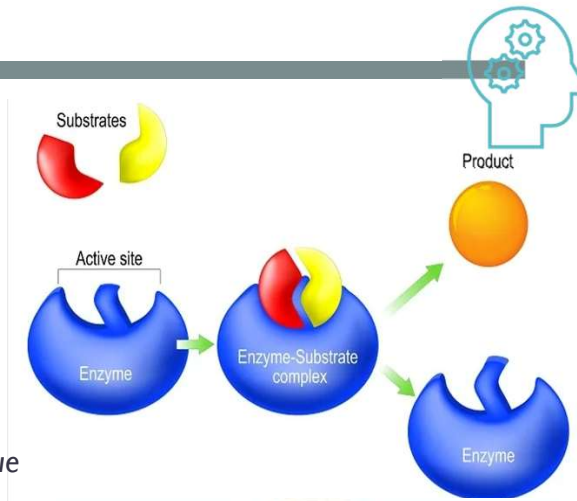 Substrates
Product
Active site
Enzyme
Enzyme-Substrate
complex
Enzyme